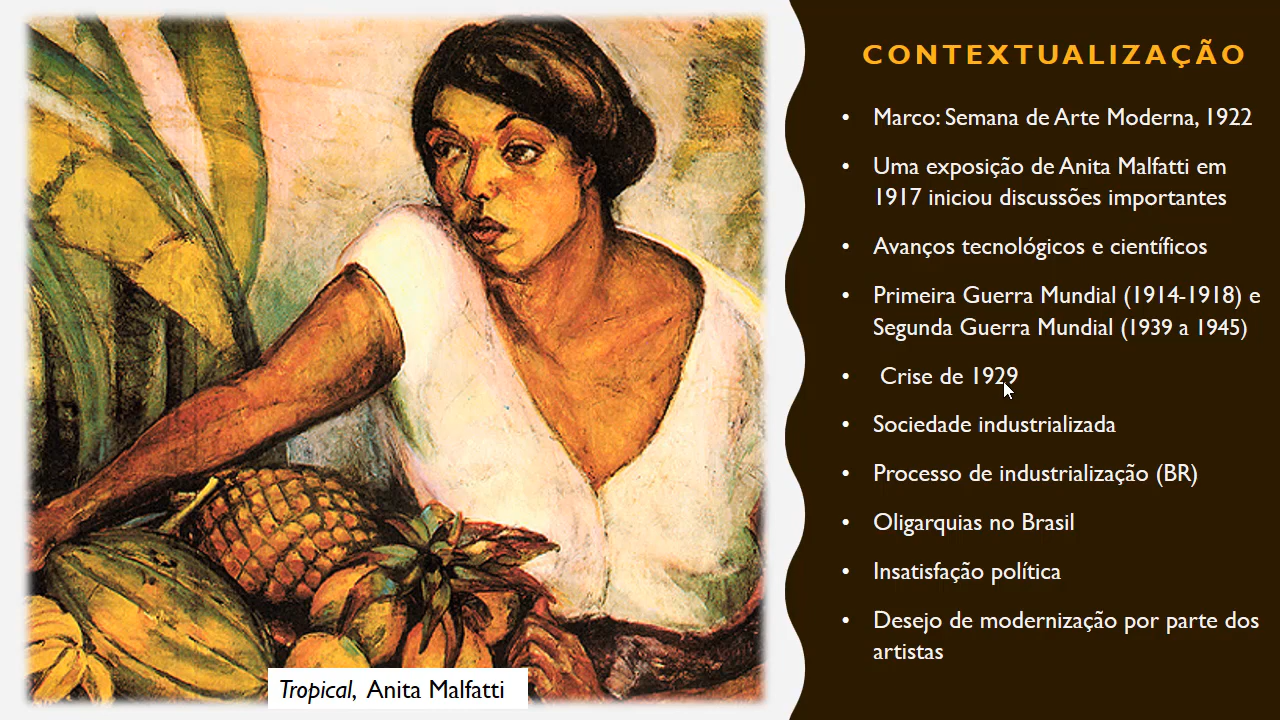 CONTEXTUALIZAÇÃO
• Marco: Semana de Arte Moderna, 1922
• Uma exposição de Anita Malfatti em
1917 iniciou discussões importantes
• Avanços tecnológicos e científicos
• Primeira Guerra Mundial (1914-1918) e
Segunda Guerra Mundial (1939 a 1945)
• Crise de 1929
• Sociedade industrializada
• Processo de industrialização (BR)
• Oligarquias no Brasil
• Insatisfação política
• Desejo de modernização por parte dos
artistas
Tropical, Anita Malfatti